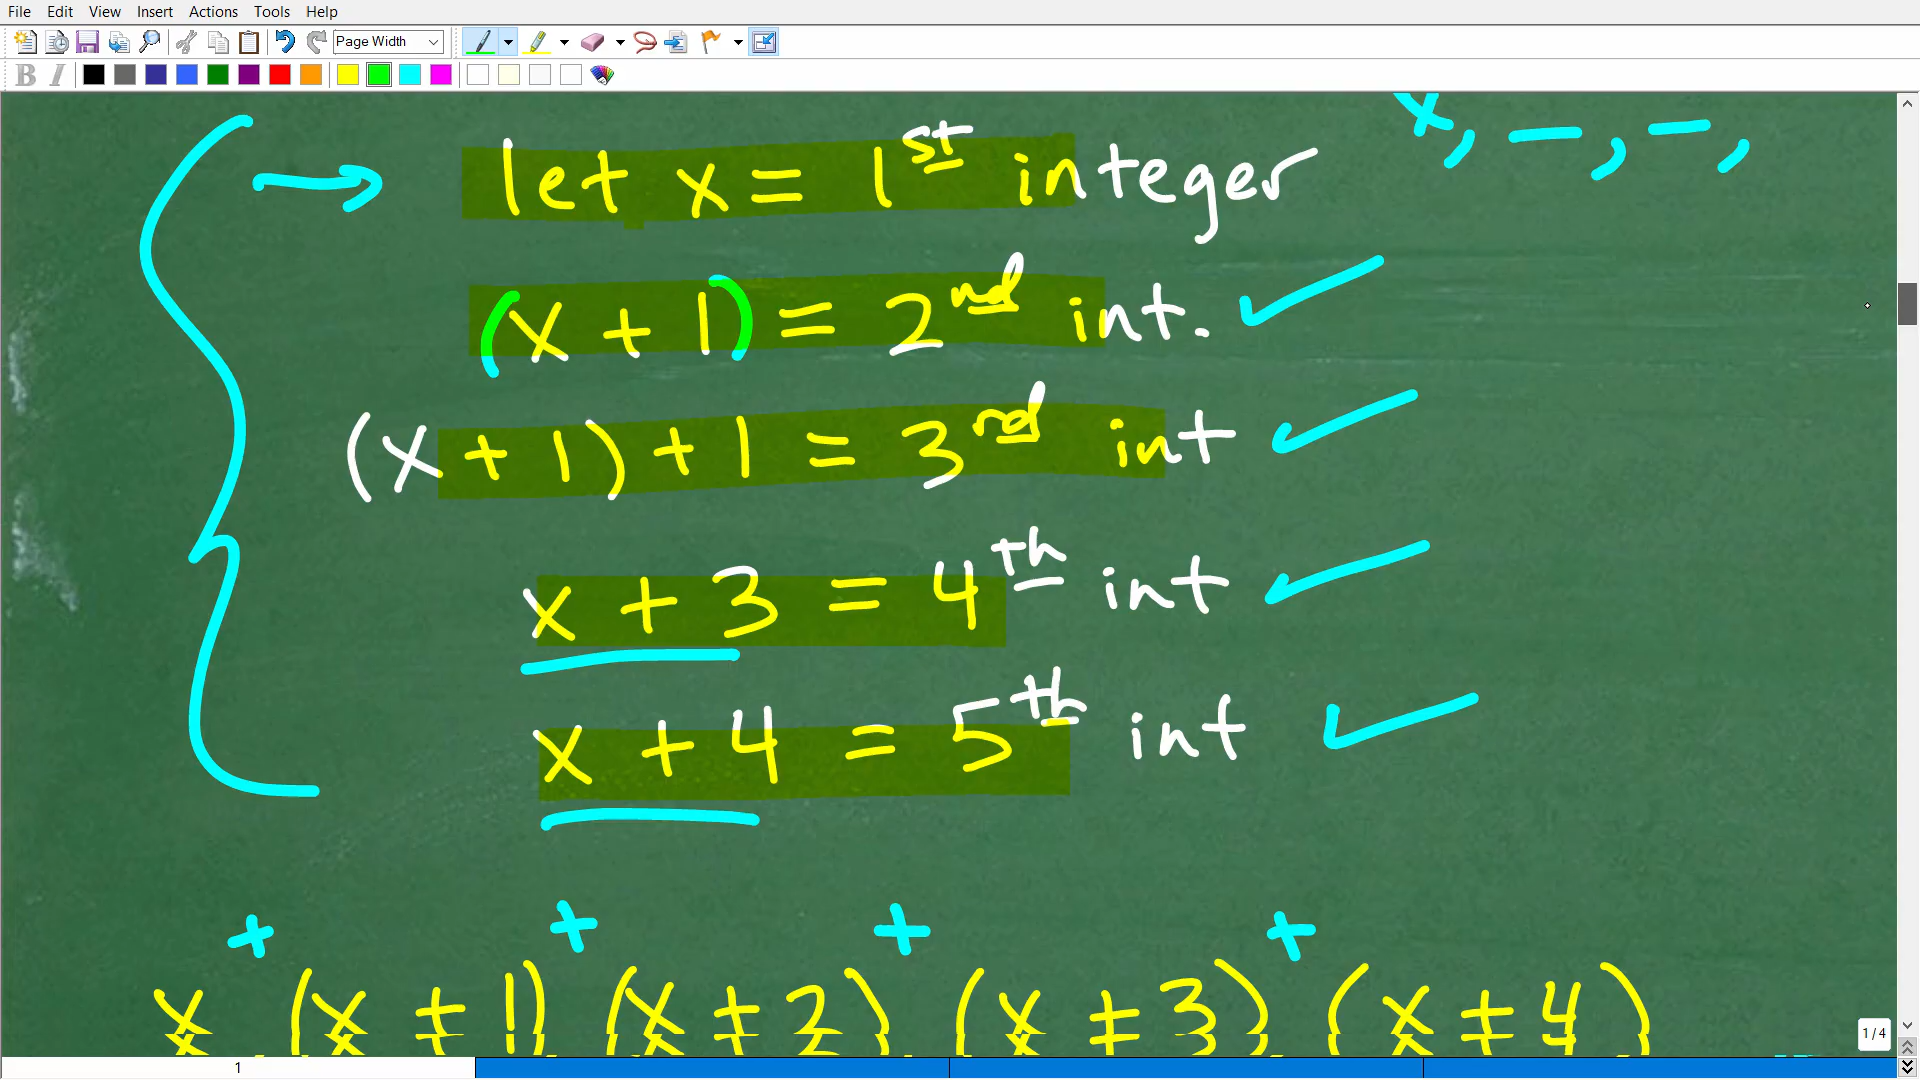 File Edit View Insert Actions Tools Help
Page Width
B I
x, _, _,
let x = 1st integer
(x + 1) = 2nd int.
(x + 1) + 1 = 3rd int
x + 3 = 4th int
x + 4 = 5th int
+ + + +
x, (x + 1), (x + 2), (x + 3), (x + 4)
1 / 4
1